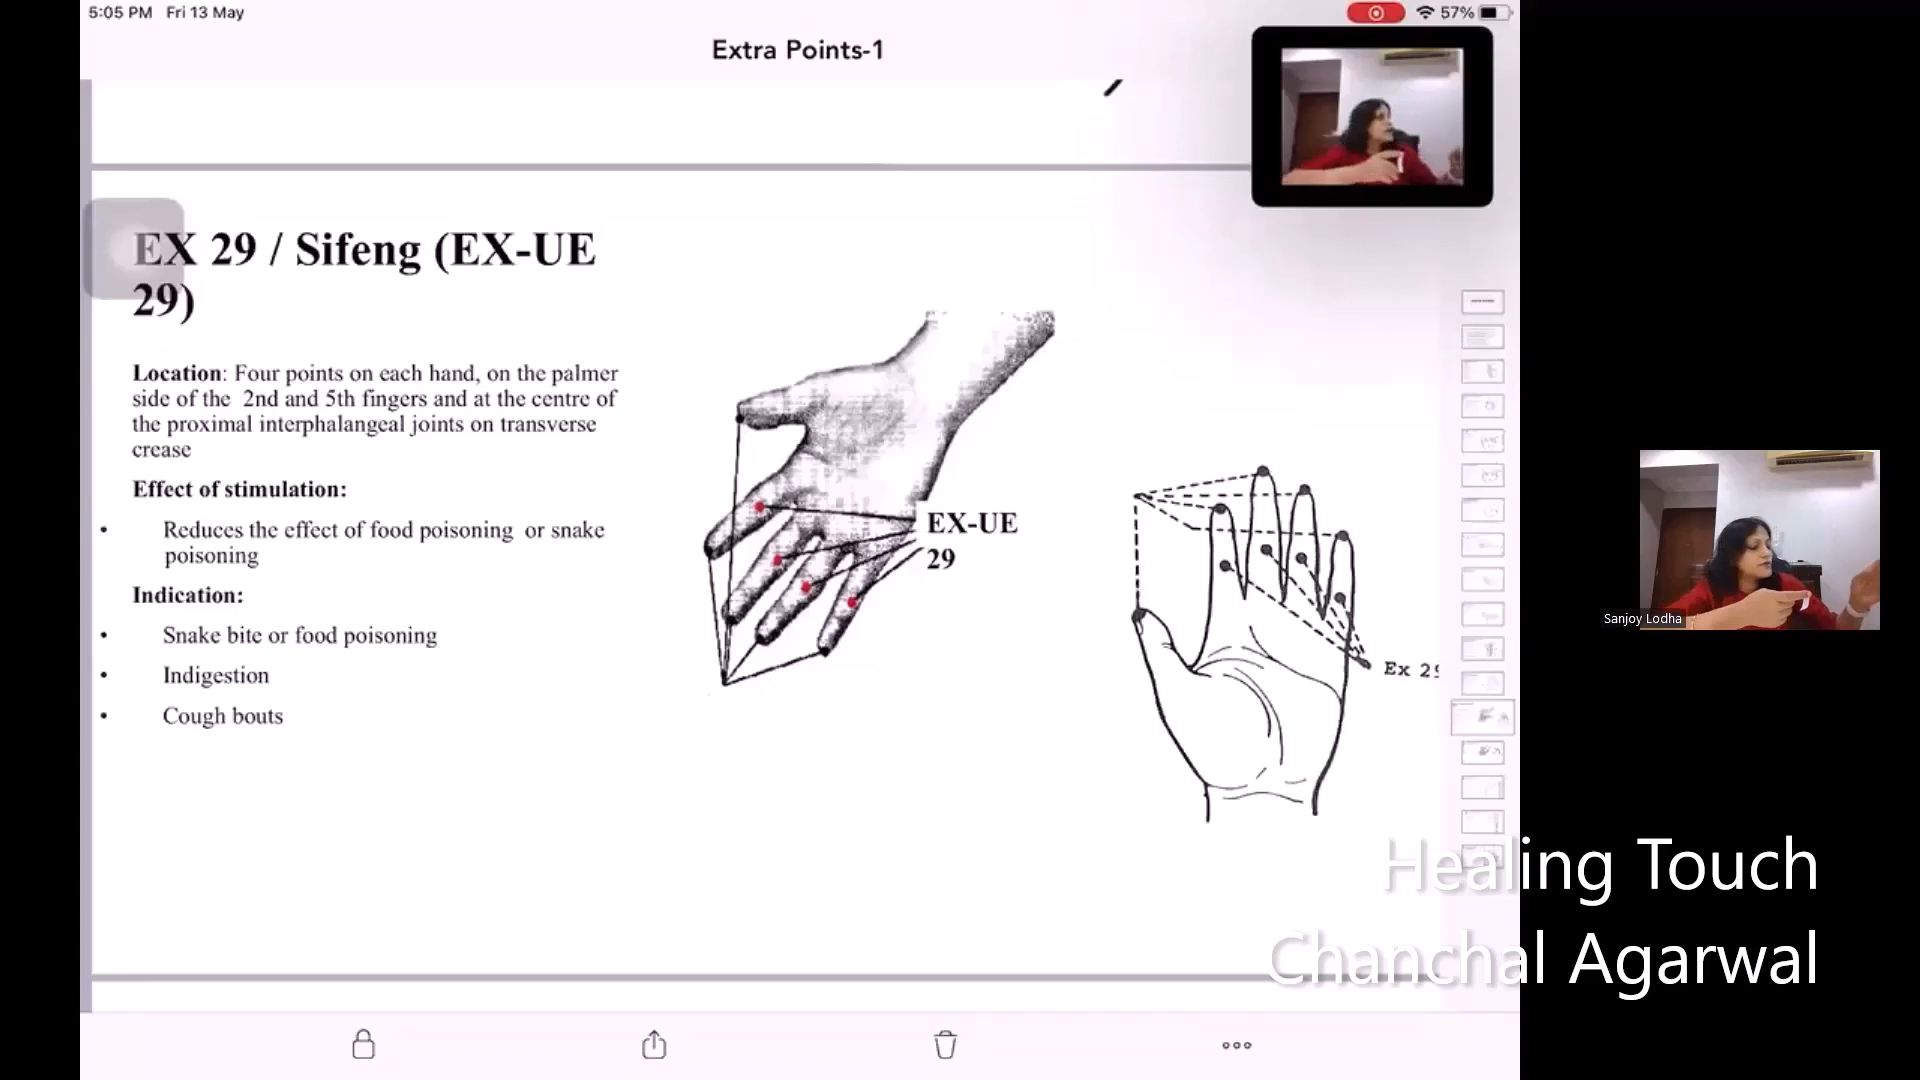 5:05 PM Fri 13 May
57%
Extra Points-1
EX 29 / Sifeng (EX-UE
29)
Location: Four points on each hand, on the palmer
side of the 2nd and 5th fingers and at the centre of
the proximal interphalangeal joints on transverse
crease
Effect of stimulation:
• Reduces the effect of food poisoning or snake
poisoning
Indication:
• Snake bite or food poisoning
• Indigestion
• Cough bouts
EX-UE
29
Ex 29
Sanjoy Lodha
Healing Touch
Chanchal Agarwal